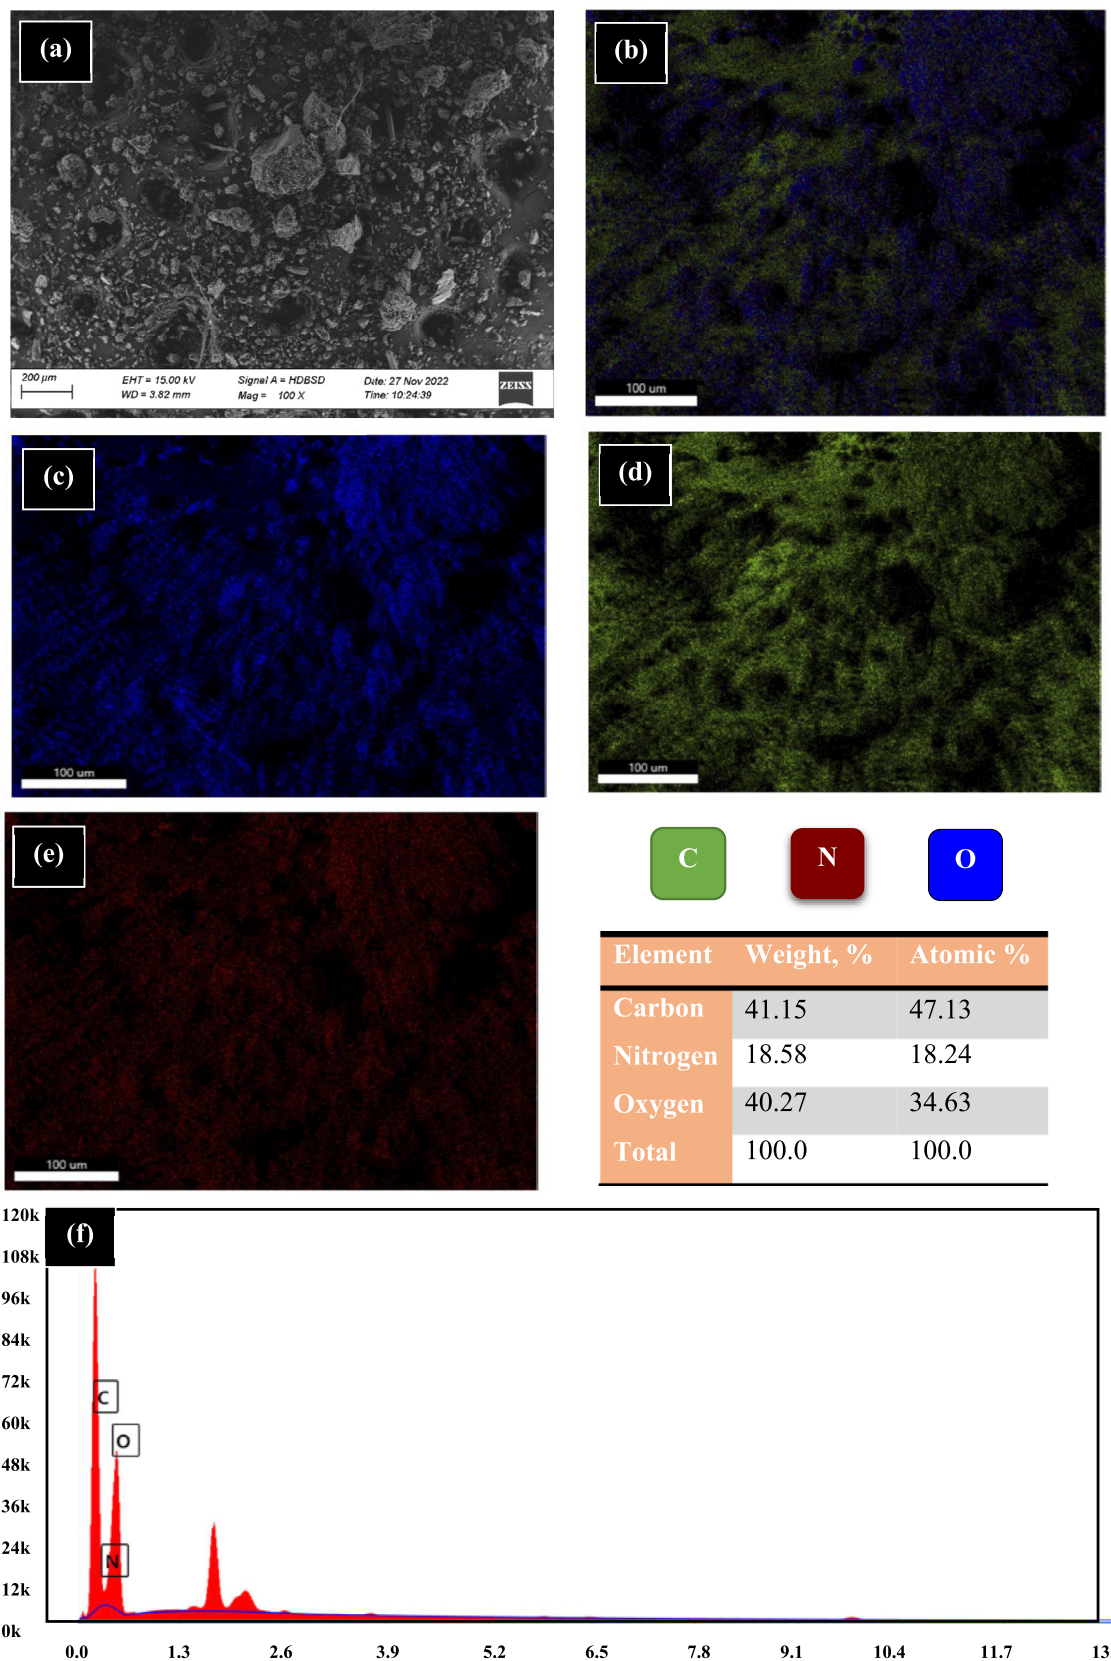 (a)
(b)
200 µm
EHT = 15.00 kV
Signal A = HDBSD
Date: 27 Nov 2022
ZEISS
WD = 3.82 mm
Mag = 100 X
Time: 10:24:39
100 um
(c)
(d)
100 um
100 um
(e)
C
N
O
Element Weight, % Atomic %
Carbon 41.15 47.13
Nitrogen 18.58 18.24
Oxygen 40.27 34.63
Total 100.0 100.0
100 um
(f)
120k
108k
96k
84k
72k
60k
48k
36k
24k
12k
0k
C
O
N
0.0 1.3 2.6 3.9 5.2 6.5 7.8 9.1 10.4 11.7 13